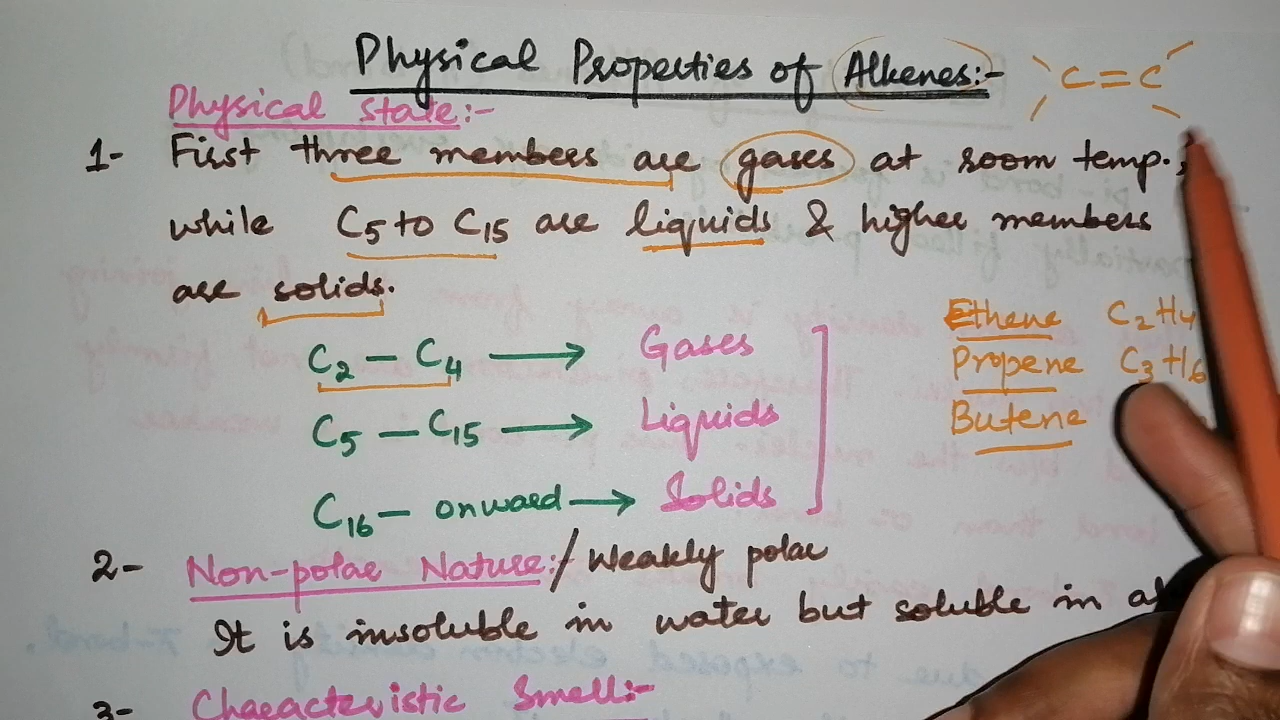 Physical Properties of Alkenes:-
C=C
Physical state:-
1- First three members are gases at room temp.,
while C5 to C15 are liquids & higher members
are solids.
Ethene C2H4
C2 – C4 → Gases
Propene C3H6
Butene
C5 – C15 → Liquids
C16 – onward → Solids
2- Non-polar Nature:-/Weakly polar
It is insoluble in water but soluble in
3- Characteristic Smell:-